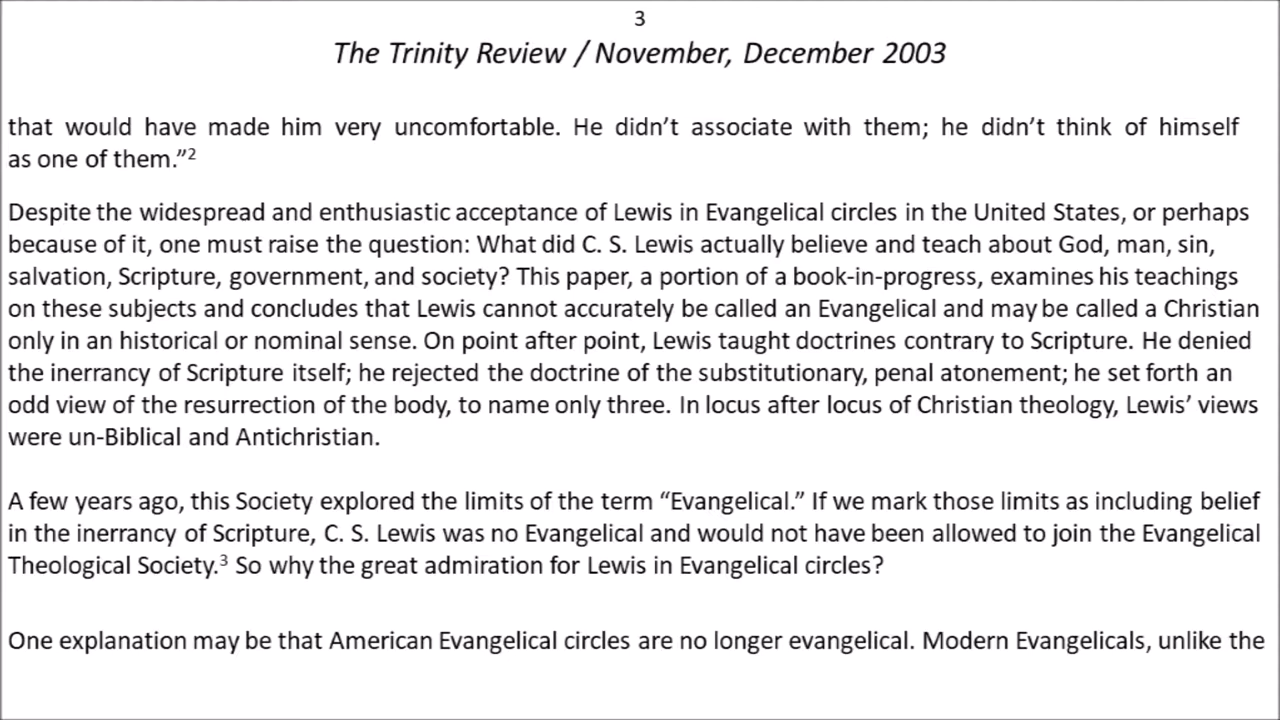 3
The Trinity Review / November, December 2003
that would have made him very uncomfortable. He didn’t associate with them; he didn’t think of himself
as one of them.”2
Despite the widespread and enthusiastic acceptance of Lewis in Evangelical circles in the United States, or perhaps
because of it, one must raise the question: What did C. S. Lewis actually believe and teach about God, man, sin,
salvation, Scripture, government, and society? This paper, a portion of a book-in-progress, examines his teachings
on these subjects and concludes that Lewis cannot accurately be called an Evangelical and may be called a Christian
only in an historical or nominal sense. On point after point, Lewis taught doctrines contrary to Scripture. He denied
the inerrancy of Scripture itself; he rejected the doctrine of the substitutionary, penal atonement; he set forth an
odd view of the resurrection of the body, to name only three. In locus after locus of Christian theology, Lewis’ views
were un-Biblical and Antichristian.
A few years ago, this Society explored the limits of the term “Evangelical.” If we mark those limits as including belief
in the inerrancy of Scripture, C. S. Lewis was no Evangelical and would not have been allowed to join the Evangelical
Theological Society.3 So why the great admiration for Lewis in Evangelical circles?
One explanation may be that American Evangelical circles are no longer evangelical. Modern Evangelicals, unlike the